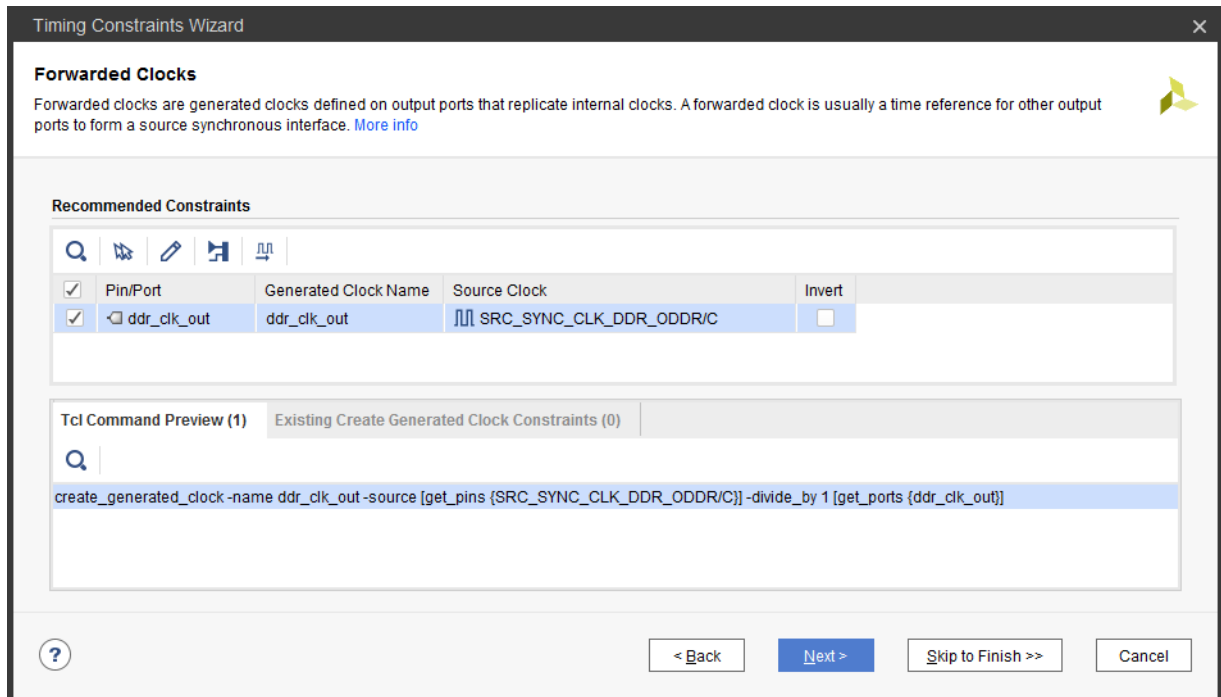 Timing Constraints Wizard
Forwarded Clocks
Forwarded clocks are generated clocks defined on output ports that replicate internal clocks. A forwarded clock is usually a time reference for other output
ports to form a source synchronous interface. More info
Recommended Constraints
Pin/Port Generated Clock Name Source Clock Invert
ddr_clk_out ddr_clk_out SRC_SYNC_CLK_DDR_ODDR/C
Tcl Command Preview (1) Existing Create Generated Clock Constraints (0)
create_generated_clock -name ddr_clk_out -source [get_pins {SRC_SYNC_CLK_DDR_ODDR/C}] -divide_by 1 [get_ports {ddr_clk_out}]
? < Back Next > Skip to Finish >> Cancel